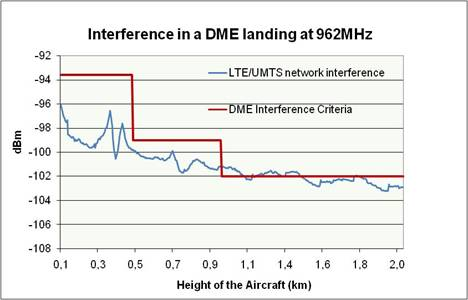 Interference in a DME landing at 962MHz
-92
-94
-96
-98
-100
-102
-104
-106
-108
dBm
LTE/UMTS network interference
DME Interference Criteria
0,1 0,3 0,5 0,7 0,9 1,1 1,4 1,6 1,8 2,0
Height of the Aircraft (km)